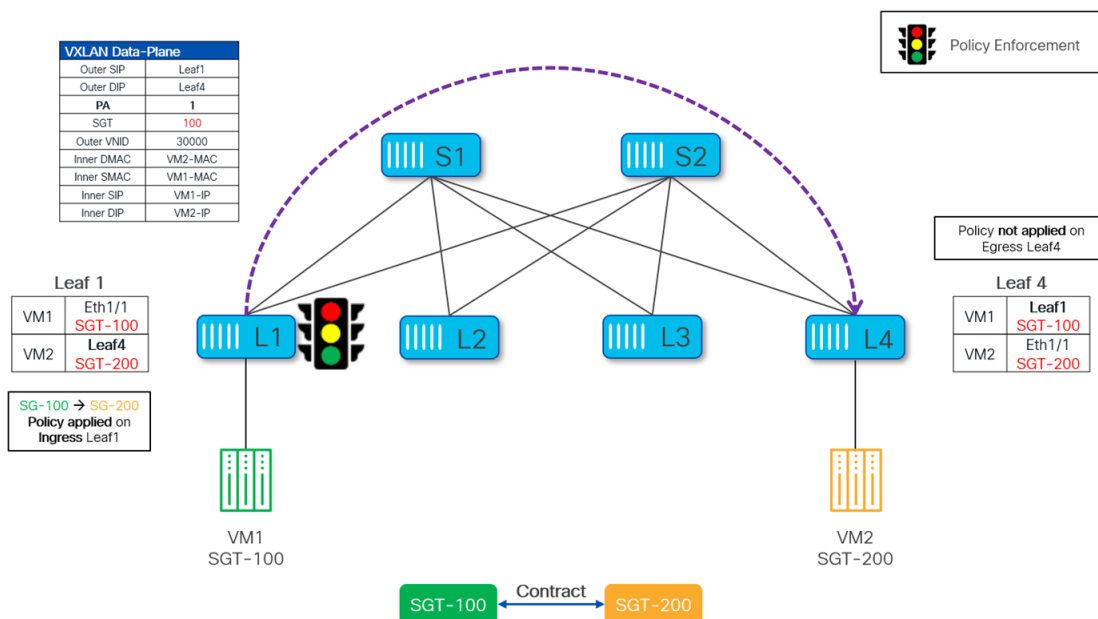 VXLAN Data-Plane
Outer SIP Leaf1
Outer DIP Leaf4
PA 1
SGT 100
Outer VNID 30000
Inner DMAC VM2-MAC
Inner SMAC VM1-MAC
Inner SIP VM1-IP
Inner DIP VM2-IP
Policy Enforcement
S1
S2
Policy not applied on
Egress Leaf4
Leaf 1
VM1 Eth1/1
SGT-100
VM2 Leaf4
SGT-200
L1
L2
L3
L4
Leaf 4
VM1 Leaf1
SGT-100
VM2 Eth1/1
SGT-200
SG-100 → SG-200
Policy applied on
Ingress Leaf1
VM1
SGT-100
VM2
SGT-200
SGT-100
Contract
SGT-200